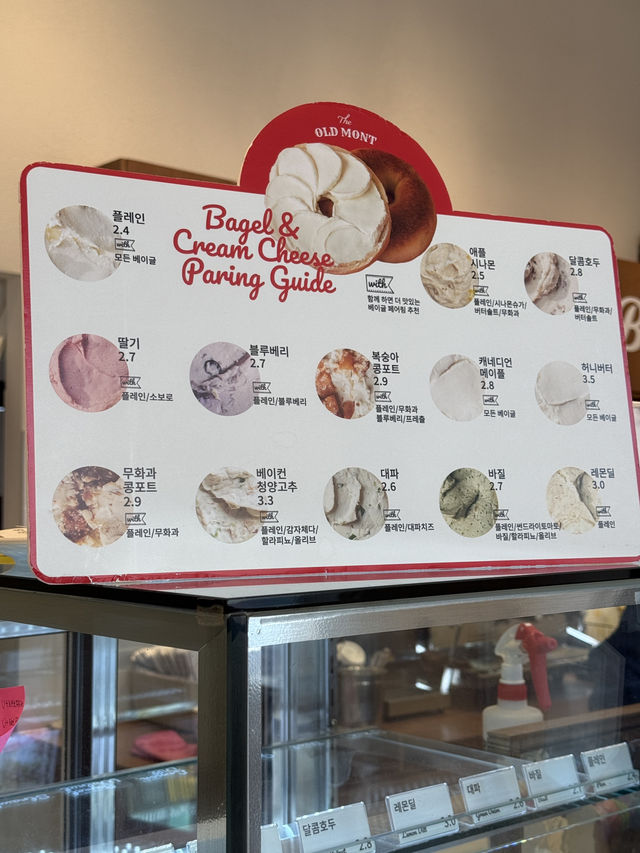 The
OLD MONT
Bagel &
Cream Cheese
Paring Guide
with
함께 하면 더 맛있는
베이글 페어링 추천
플레인
2.4
with
모든 베이글
애플
시나몬
2.5
with
플레인/시나몬슈가/
버터솔트/무화과
달콤호두
2.8
with
플레인/무화과/
버터솔트
딸기
2.7
with
플레인/소보로
블루베리
2.7
with
플레인/블루베리
복숭아
콩포트
2.9
with
플레인/무화과
블루베리/프레즐
캐네디언
메이플
2.8
with
모든 베이글
허니버터
3.5
with
모든 베이글
무화과
콩포트
2.9
with
플레인/무화과
베이컨
청양고추
3.3
with
플레인/감자체다/
할라피뇨/올리브
대파
2.6
with
플레인/대파치즈
바질
2.7
with
플레인/썬드라이토마토/
바질/할라피뇨/올리브
레몬딜
3.0
with
플레인
달콤호두
2.8
레몬딜
Lemon Dill
3.0
대파
2.6
바질
2.7
플레인